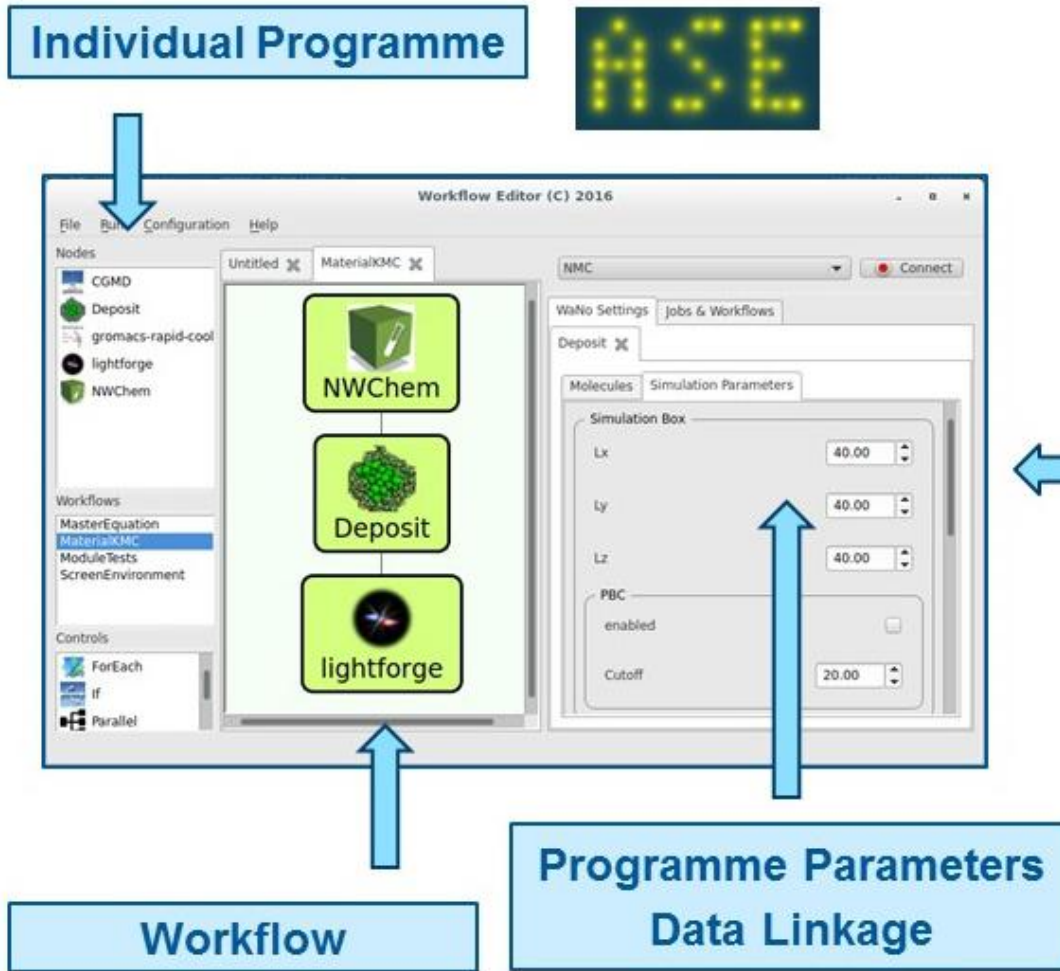 Individual Programme
ASE
Workflow Editor (C) 2016
File Run Configuration Help
Nodes
CGMD
Deposit
gromacs-rapid-cool
lightforge
NWChem
Workflows
MasterEquation
MaterialKMC
ModuleTests
ScreenEnvironment
Controls
ForEach
If
Parallel
Untitled
MaterialKMC
NWChem
Deposit
lightforge
NMC
Connect
WaNo Settings
Jobs & Workflows
Deposit
Molecules
Simulation Parameters
Simulation Box
Lx 40.00
Ly 40.00
Lz 40.00
PBC
enabled
Cutoff 20.00
Workflow
Programme Parameters
Data Linkage